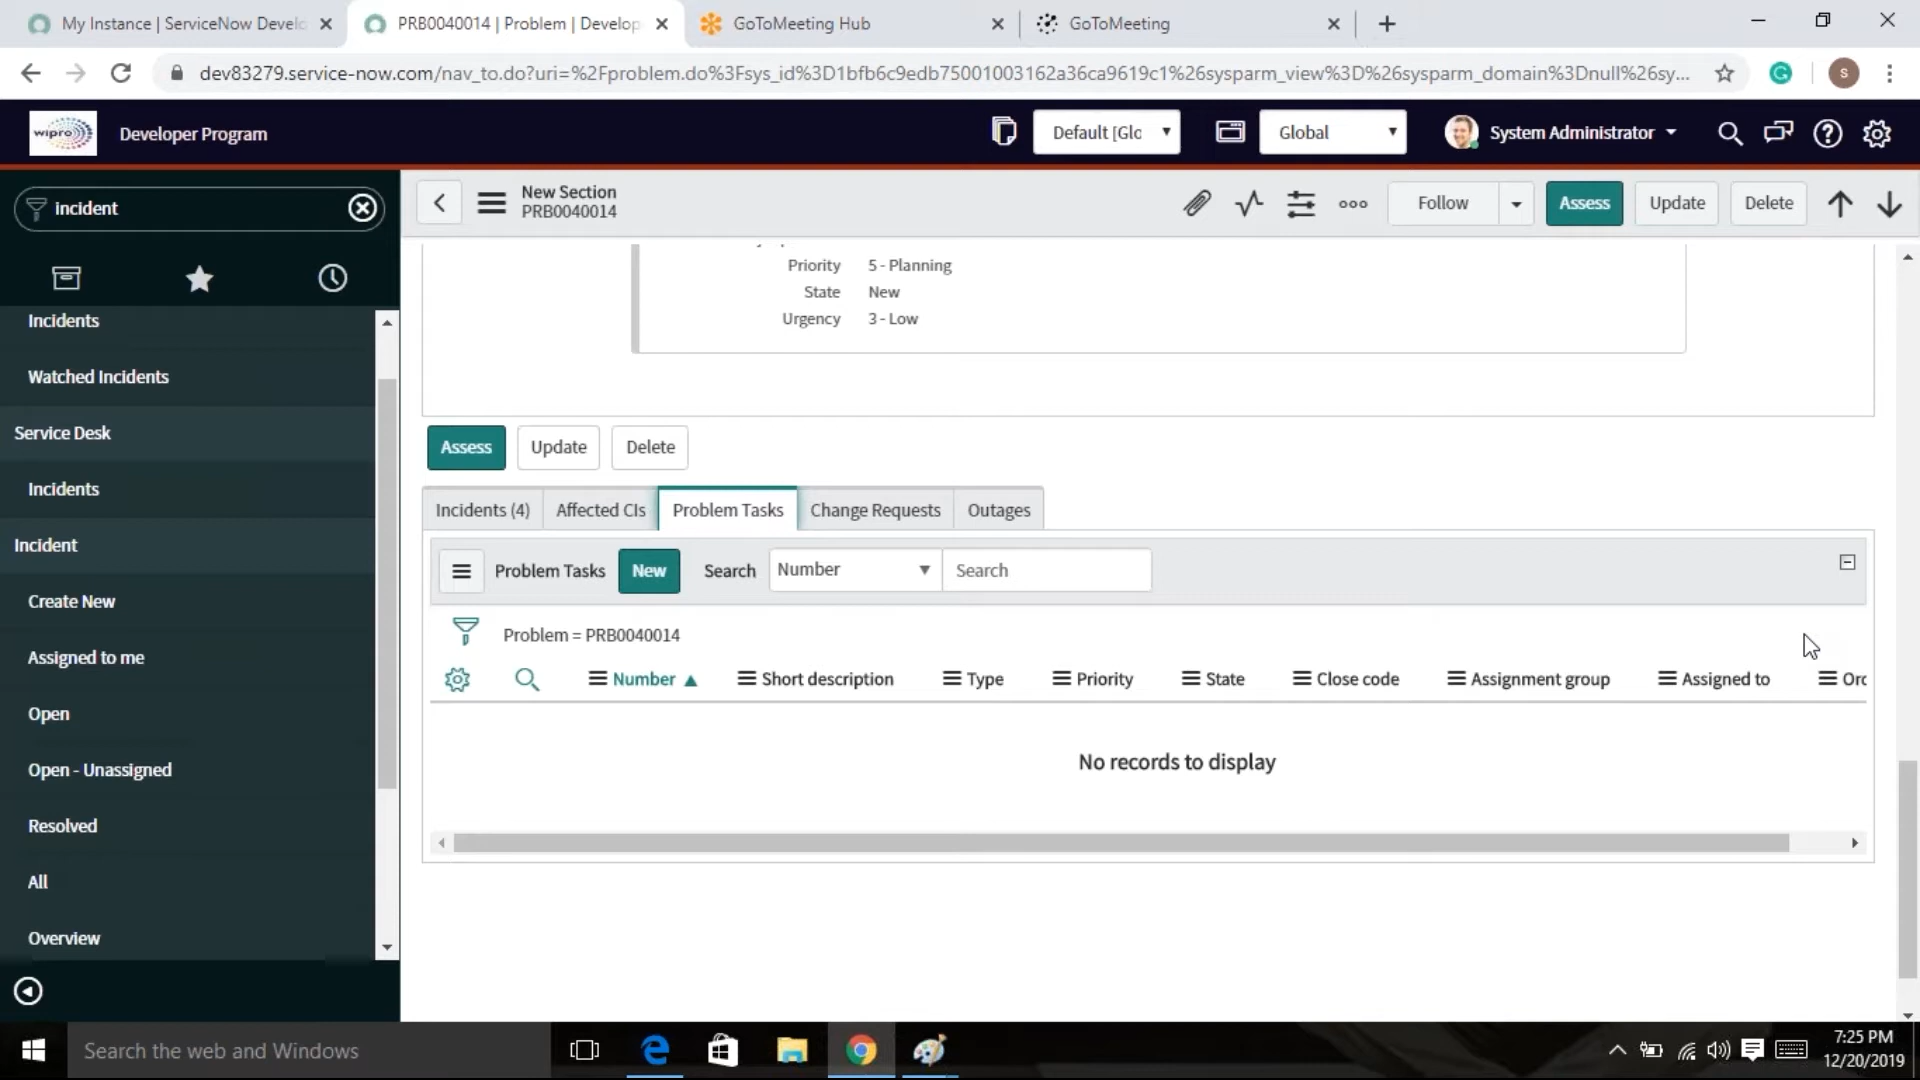 My Instance | ServiceNow Develo
PRB0040014 | Problem | Develop
GoToMeeting Hub
GoToMeeting
dev83279.service-now.com/nav_to.do?uri=%2Fproblem.do%3Fsys_id%3D1bfb6c9edb75001003162a36ca9619c1%26sysparm_view%3D%26sysparm_domain%3Dnull%26sy...
S
wipro
Developer Program
Default [Glc
Global
System Administrator
incident
New Section
PRB0040014
Follow
Assess
Update
Delete
Incidents
Watched Incidents
Service Desk
Incidents
Incident
Create New
Assigned to me
Open
Open - Unassigned
Resolved
All
Overview
Priority 5 - Planning
State New
Urgency 3 - Low
Assess Update Delete
Incidents (4) Affected CIs Problem Tasks Change Requests Outages
Problem Tasks New Search Number Search
Problem = PRB0040014
Number Short description Type Priority State Close code Assignment group Assigned to Orc
No records to display
Search the web and Windows
7:25 PM
12/20/2019